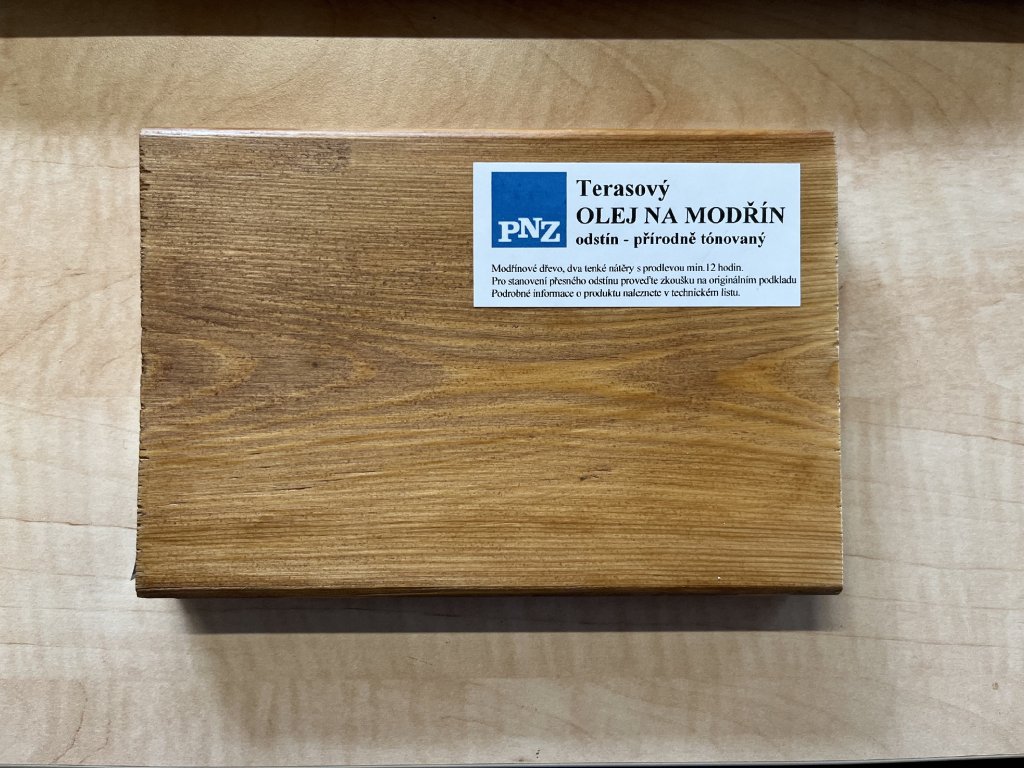 PNZ
Terasový
OLEJ NA MODŘÍN
odstín - přírodně tónovaný
Modřínové dřevo, dva tenké nátěry s prodlevou min.12 hodin.
Pro stanovení přesného odstínu proveďte zkoušku na originálním podkladu
Podrobné informace o produktu naleznete v technickém listu.